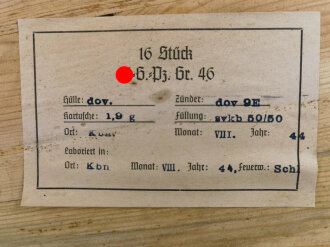 16 Stück
G.-Pz. Gr. 46
Hülle: dov. Zünder: dov 9E
Kartusche: 1,9 g Füllung: svkb 50/50
Ort: Monat: VIII. Jahr: 44
Laboriert in:
Ort: Kbn Monat: VIII. Jahr: 44, Feuerw.: Schl